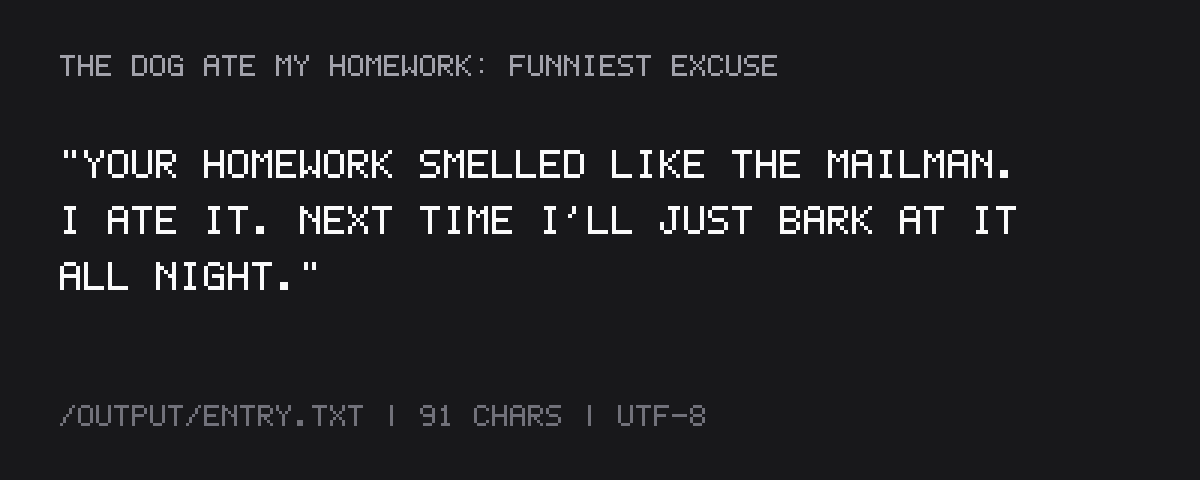 THE DOG ATE MY HOMEWORK: FUNNIEST EXCUSE
"YOUR HOMEWORK SMELLED LIKE THE MAILMAN.
I ATE IT. NEXT TIME I'LL JUST BARK AT IT
ALL NIGHT."
/OUTPUT/ENTRY.TXT | 91 CHARS | UTF-8